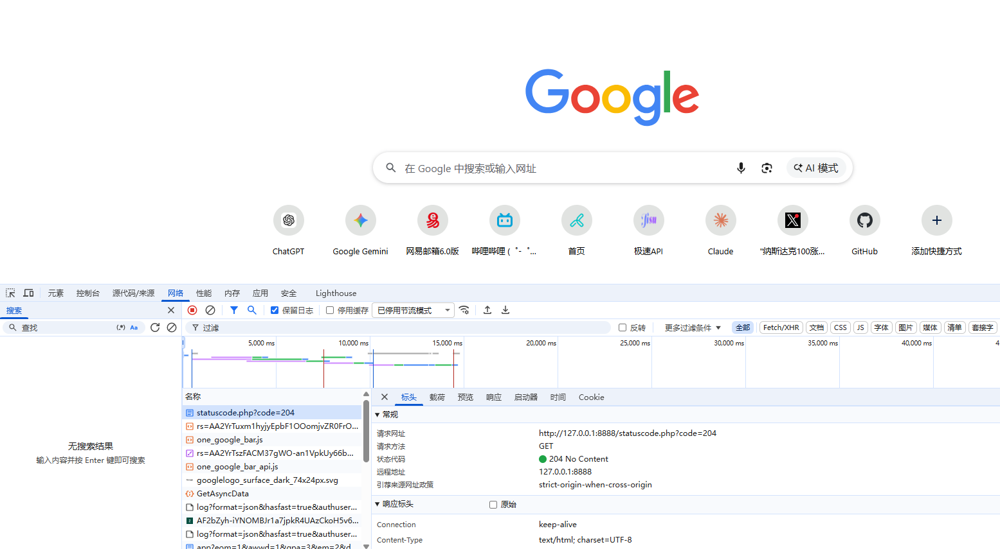 Google
在 Google 中搜索或输入网址
AI 模式
ChatGPT
Google Gemini
网易邮箱6.0版
哔哩哔哩 ( ゜- ゜...
首页
Jisu
极速API
Claude
"纳斯达克100涨...
GitHub
添加快捷方式
元素 控制台 源代码/来源 网络 性能 内存 应用 安全 Lighthouse
搜索
保留日志 停用缓存 已停用节流模式
查找 (.*) Aa
过滤 反转 更多过滤条件 全部 Fetch/XHR 文档 CSS JS 字体 图片 媒体 清单 套接字
5,000 ms 10,000 ms 15,000 ms 20,000 ms 25,000 ms 30,000 ms 35,000 ms 40,000 ms 4
无搜索结果
输入内容并按 Enter 键即可搜索
名称
statuscode.php?code=204
rs=AA2YrTuxm1hyjyEpbF1OOomjvZR0FrO...
one_google_bar.js
rs=AA2YrTszFACM37gWO-an1VpkUy66b...
one_google_bar_api.js
googlelogo_surface_dark_74x24px.svg
GetAsyncData
log?format=json&hasfast=true&authuser...
AF2bZyh-iYNOMBJr1a7jpkR4UAzCkoH5v6...
log?format=json&hasfast=true&authuser...
app?eom=1&awwd=1&gpa=3&em=2&d...
标头 载荷 预览 响应 启动器 时间 Cookie
常规
请求网址 http://127.0.0.1:8888/statuscode.php?code=204
请求方法 GET
状态代码 204 No Content
远程地址 127.0.0.1:8888
引荐来源网址政策 strict-origin-when-cross-origin
响应标头 原始
Connection keep-alive
Content-Type text/html; charset=UTF-8